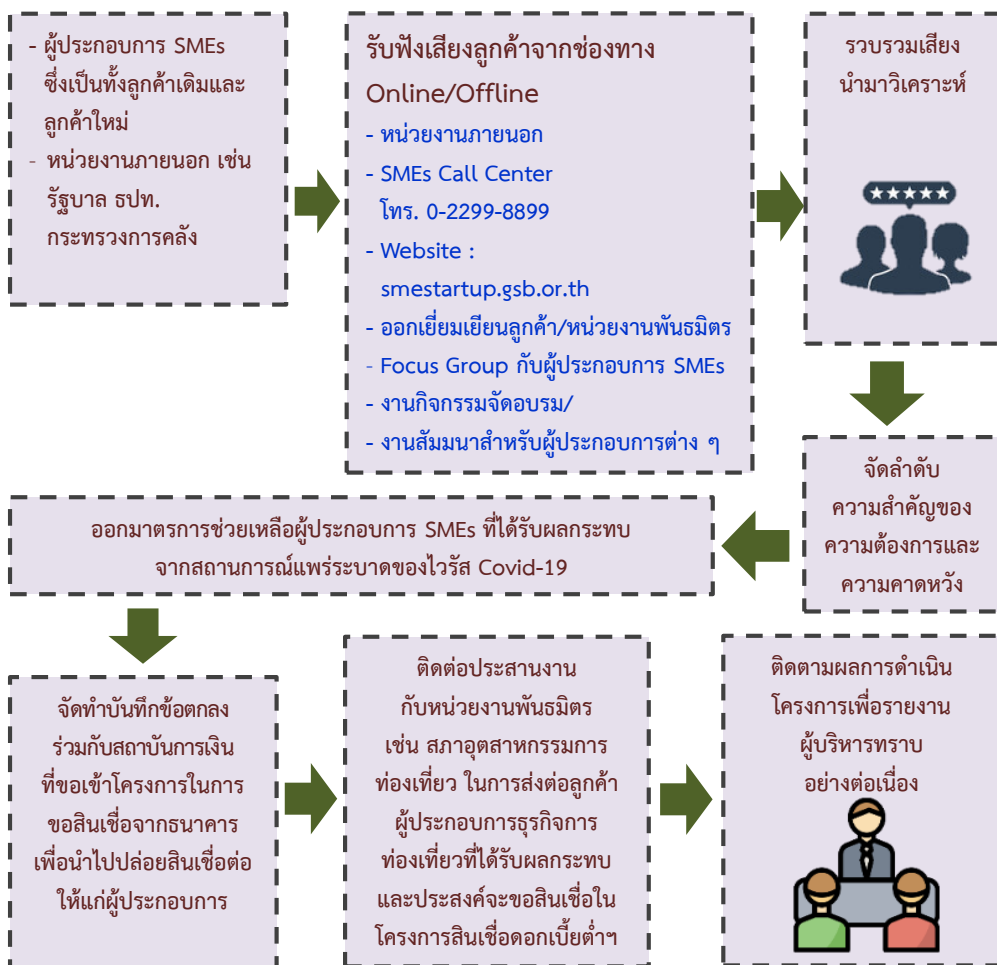 - ผู้ประกอบการ SMEs
ซึ่งเป็นทั้งลูกค้าเดิมและ
ลูกค้าใหม่
- หน่วยงานภายนอก เช่น
รัฐบาล ธปท.
กระทรวงการคลัง
รับฟังเสียงลูกค้าจากช่องทาง
Online/Offline
- หน่วยงานภายนอก
- SMEs Call Center
โทร. 0-2299-8899
- Website :
smestartup.gsb.or.th
- ออกเยี่ยมเยียนลูกค้า/หน่วยงานพันธมิตร
- Focus Group กับผู้ประกอบการ SMEs
- งานกิจกรรมจัดอบรม/
- งานสัมมนาสำหรับผู้ประกอบการต่าง ๆ
รวบรวมเสียง
นำมาวิเคราะห์
จัดลำดับ
ความสำคัญของ
ความต้องการและ
ความคาดหวัง
ออกมาตรการช่วยเหลือผู้ประกอบการ SMEs ที่ได้รับผลกระทบ
จากสถานการณ์แพร่ระบาดของไวรัส Covid-19
จัดทำบันทึกข้อตกลง
ร่วมกับสถาบันการเงิน
ที่ขอเข้าโครงการในการ
ขอสินเชื่อจากธนาคาร
เพื่อนำไปปล่อยสินเชื่อต่อ
ให้แก่ผู้ประกอบการ
ติดต่อประสานงาน
กับหน่วยงานพันธมิตร
เช่น สภาอุตสาหกรรมการ
ท่องเที่ยว ในการส่งต่อลูกค้า
ผู้ประกอบการธุรกิจการ
ท่องเที่ยวที่ได้รับผลกระทบ
และประสงค์จะขอสินเชื่อใน
โครงการสินเชื่อดอกเบี้ยต่ำฯ
ติดตามผลการดำเนิน
โครงการเพื่อรายงาน
ผู้บริหารทราบ
อย่างต่อเนื่อง